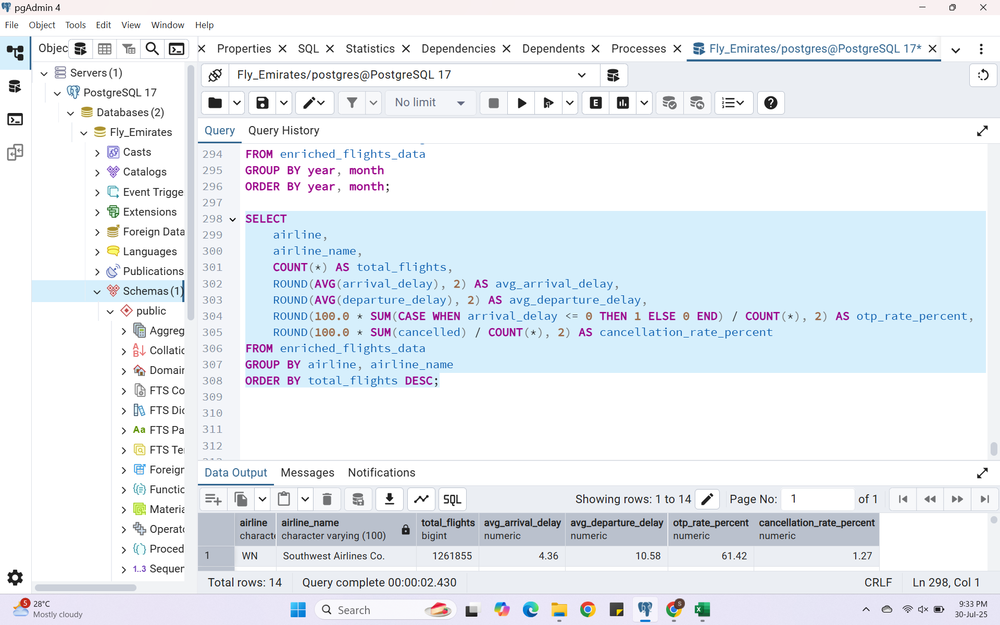 pgAdmin 4
File Object Tools Edit View Window Help
Objec
Properties SQL Statistics Dependencies Dependents Processes Fly_Emirates/postgres@PostgreSQL 17*
Servers (1)
PostgreSQL 17
Databases (2)
Fly_Emirates
Casts
Catalogs
Event Trigge
Extensions
Foreign Data
Languages
Publications
Schemas (1)
public
Aggreg
Collatic
Domair
FTS Co
FTS Dic
Aa FTS Pa
FTS Te
Foreigr
Functic
Materia
Operato
Proced
1..3 Sequer
Fly_Emirates/postgres@PostgreSQL 17
No limit
E
Query Query History
294 FROM enriched_flights_data
295 GROUP BY year, month
296 ORDER BY year, month;
297
298 SELECT
299 airline,
300 airline_name,
301 COUNT(*) AS total_flights,
302 ROUND(AVG(arrival_delay), 2) AS avg_arrival_delay,
303 ROUND(AVG(departure_delay), 2) AS avg_departure_delay,
304 ROUND(100.0 * SUM(CASE WHEN arrival_delay <= 0 THEN 1 ELSE 0 END) / COUNT(*), 2) AS otp_rate_percent,
305 ROUND(100.0 * SUM(cancelled) / COUNT(*), 2) AS cancellation_rate_percent
306 FROM enriched_flights_data
307 GROUP BY airline, airline_name
308 ORDER BY total_flights DESC;
309
310
311
312
Data Output Messages Notifications
SQL Showing rows: 1 to 14 Page No: 1 of 1
airline airline_name total_flights avg_arrival_delay avg_departure_delay otp_rate_percent cancellation_rate_percent
characte character varying (100) bigint numeric numeric numeric numeric
1 WN Southwest Airlines Co. 1261855 4.36 10.58 61.42 1.27
Total rows: 14 Query complete 00:00:02.430 CRLF Ln 298, Col 1
5
28°C
Mostly cloudy
Search
S
9:33 PM
30-Jul-25